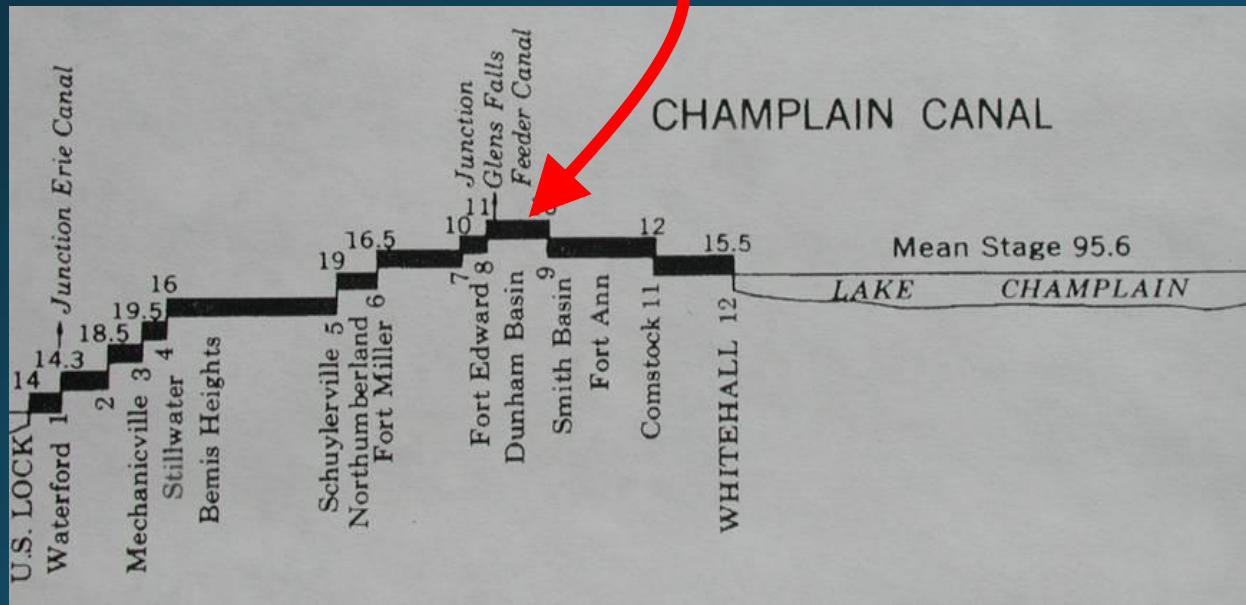 CHAMPLAIN CANAL
Junction Erie Canal
Junction
Glens Falls
Feeder Canal
14
14.3
18.5
19.5
16
19
16.5
10
11
12
15.5
Mean Stage 95.6
LAKE CHAMPLAIN
U.S. LOCK
Waterford 1
2
Mechanicville 3
4
Stillwater
Bemis Heights
Schuylerville 5
Northumberland
6
Fort Miller
7
Fort Edward 8
Dunham Basin
9
Smith Basin
Fort Ann
Comstock 11
WHITEHALL 12